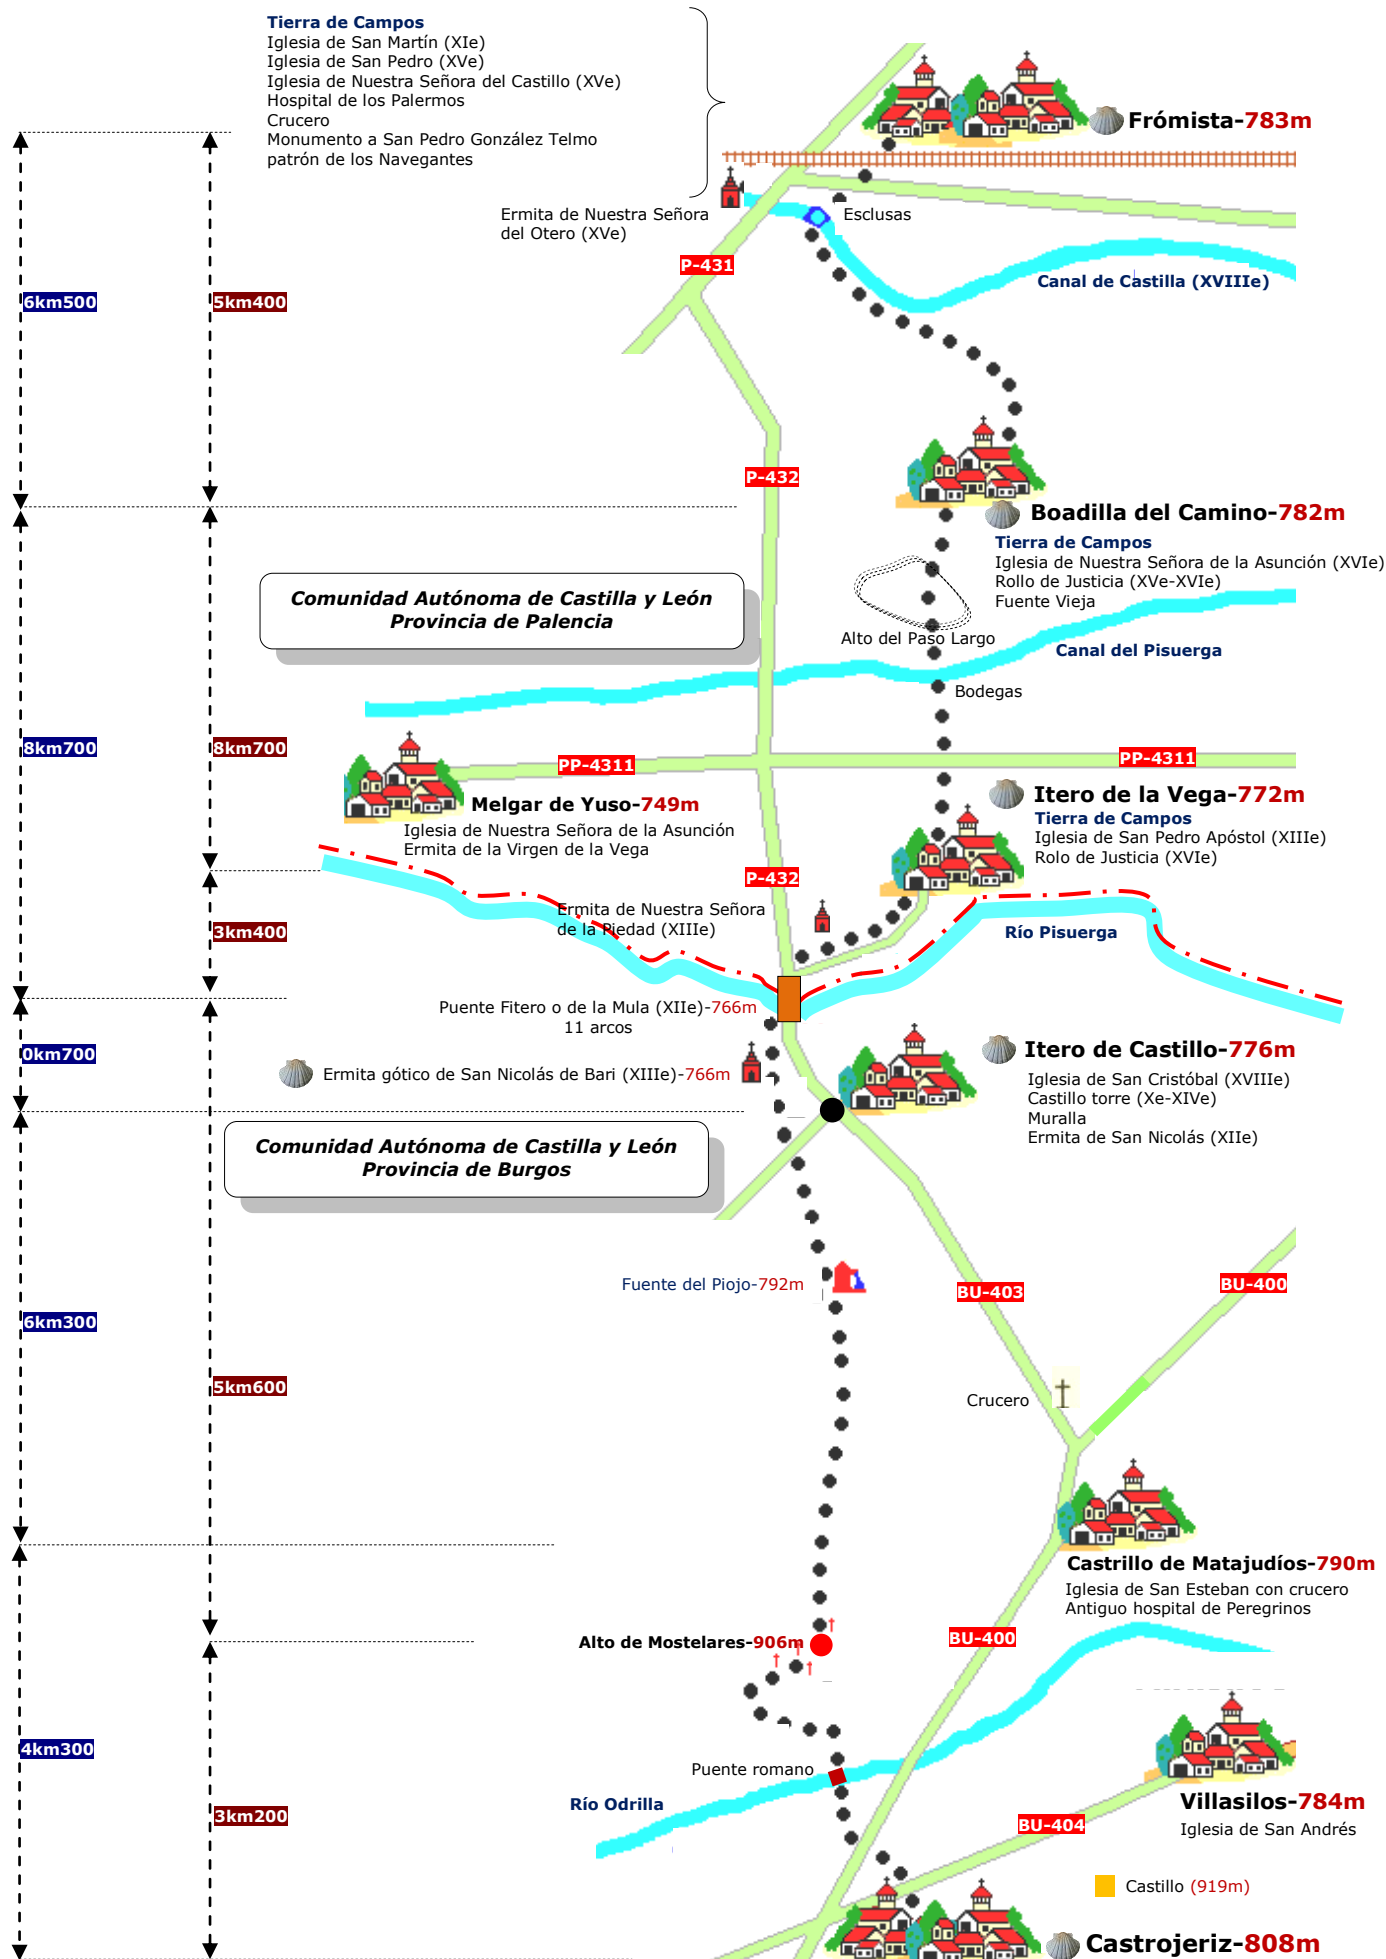 Tierra de Campos
Iglesia de San Martín (XIe)
Iglesia de San Pedro (XVe)
Iglesia de Nuestra Señora del Castillo (XVe)
Hospital de los Palermos
Crucero
Monumento a San Pedro González Telmo
patrón de los Navegantes
Frómista-783m
Ermita de Nuestra Señora
del Otero (XVe)
Esclusas
P-431
Canal de Castilla (XVIIIe)
6km500
5km400
P-432
Boadilla del Camino-782m
Tierra de Campos
Iglesia de Nuestra Señora de la Asunción (XVIe)
Rollo de Justicia (XVe-XVIe)
Fuente Vieja
Comunidad Autónoma de Castilla y León
Provincia de Palencia
Alto del Paso Largo
Canal del Pisuerga
Bodegas
8km700
8km700
PP-4311
PP-4311
Melgar de Yuso-749m
Iglesia de Nuestra Señora de la Asunción
Ermita de la Virgen de la Vega
Itero de la Vega-772m
Tierra de Campos
Iglesia de San Pedro Apóstol (XIIIe)
Rolo de Justicia (XVIe)
P-432
3km400
Ermita de Nuestra Señora
de la Piedad (XIIIe)
Río Pisuerga
Puente Fitero o de la Mula (XIIe)-766m
11 arcos
0km700
Ermita gótico de San Nicolás de Bari (XIIIe)-766m
Itero de Castillo-776m
Iglesia de San Cristóbal (XVIIIe)
Castillo torre (Xe-XIVe)
Muralla
Ermita de San Nicolás (XIIe)
Comunidad Autónoma de Castilla y León
Provincia de Burgos
Fuente del Piojo-792m
BU-403
BU-400
6km300
5km600
Crucero
Castrillo de Matajudíos-790m
Iglesia de San Esteban con crucero
Antiguo hospital de Peregrinos
Alto de Mostelares-906m
BU-400
4km300
Puente romano
Río Odrilla
3km200
Villasilos-784m
Iglesia de San Andrés
BU-404
Castillo (919m)
Castrojeriz-808m